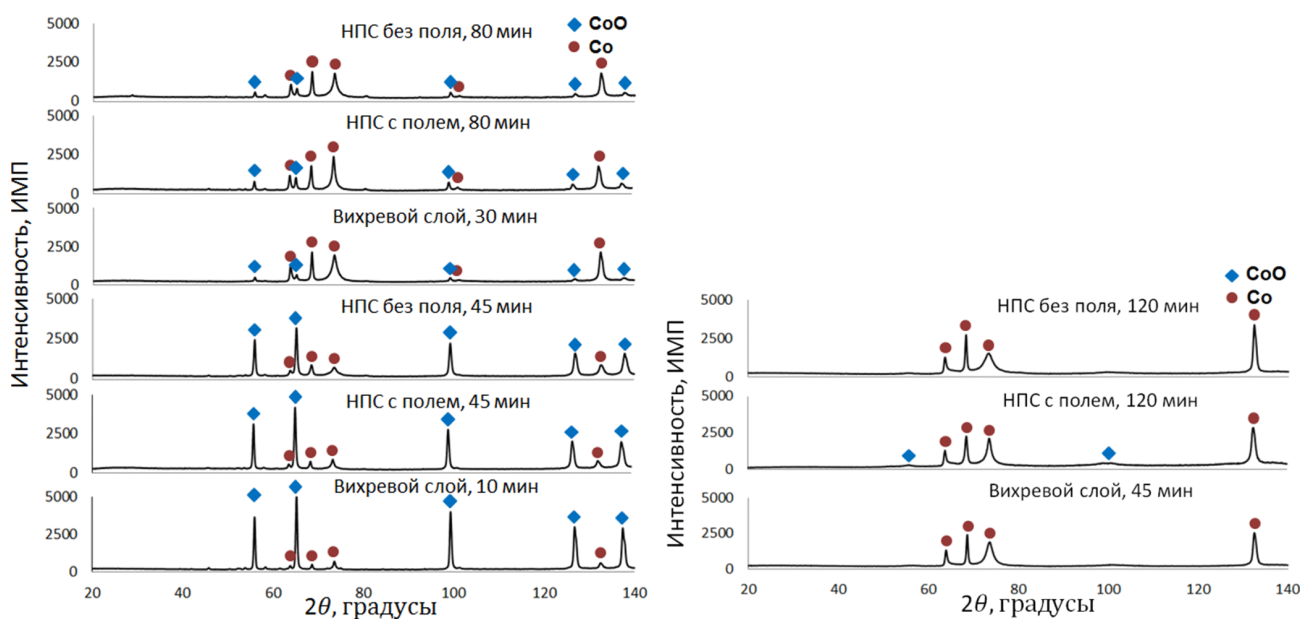 Интенсивность, ИМП
5000
2500
0
НПС без поля, 80 мин
CoO
Co
5000
2500
0
НПС с полем, 80 мин
5000
2500
0
Вихревой слой, 30 мин
5000
2500
0
НПС без поля, 45 мин
5000
2500
0
НПС с полем, 45 мин
5000
2500
0
Вихревой слой, 10 мин
20 40 60 80 100 120 140
2θ, градусы
Интенсивность, ИМП
CoO
Co
5000
2500
0
НПС без поля, 120 мин
5000
2500
0
НПС с полем, 120 мин
5000
2500
0
Вихревой слой, 45 мин
20 40 60 80 100 120 140
2θ, градусы